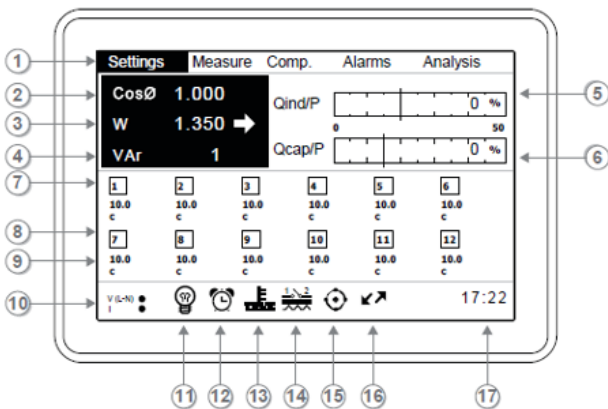 1 Settings Measure Comp. Alarms Analysis
2 CosØ 1.000 Qind/P 0 % 5
3 W 1.350 0 50
4 VAr 1 Qcap/P 0 % 6
7 1 2 3 4 5 6
10.0 10.0 10.0 10.0 10.0 10.0
c c c c c c
8 7 8 9 10 11 12
9 10.0 10.0 10.0 10.0 10.0 10.0
c c c c c c
10 V (L-N) 1 2 17:22
I
11 12 13 14 15 16 17